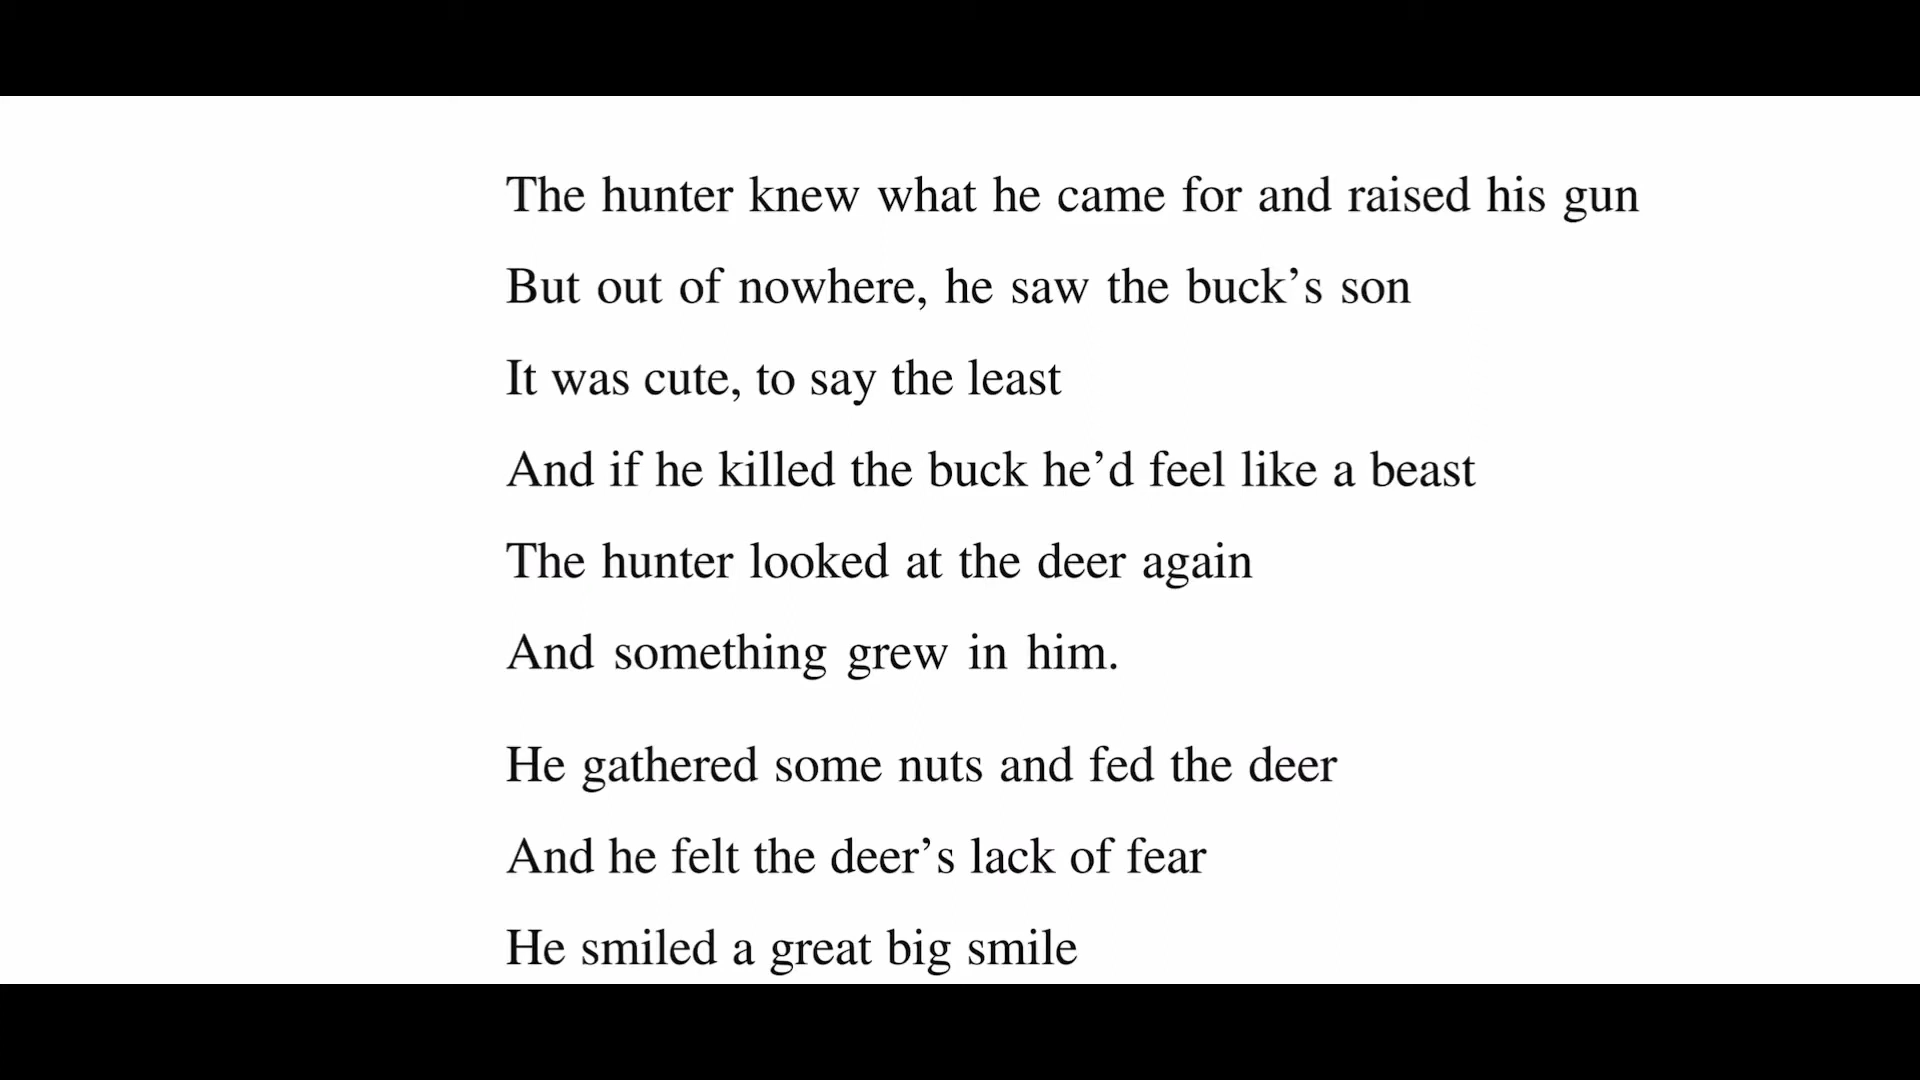 The hunter knew what he came for and raised his gun
But out of nowhere, he saw the buck’s son
It was cute, to say the least
And if he killed the buck he’d feel like a beast
The hunter looked at the deer again
And something grew in him.
He gathered some nuts and fed the deer
And he felt the deer’s lack of fear
He smiled a great big smile